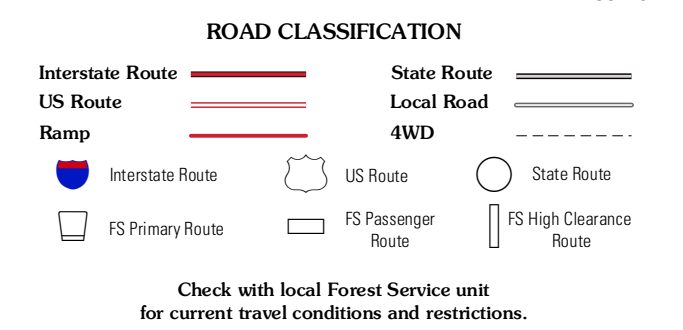 ROAD CLASSIFICATION
Interstate Route
State Route
US Route
Local Road
Ramp
4WD
Interstate Route
US Route
State Route
FS Primary Route
FS Passenger
Route
FS High Clearance
Route
Check with local Forest Service unit
for current travel conditions and restrictions.